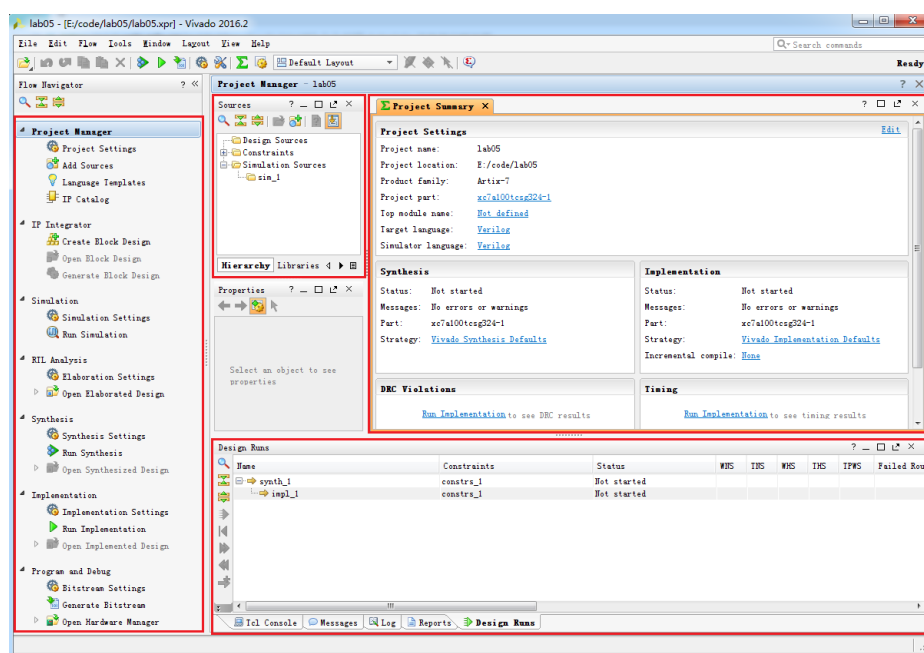 lab05 - [E:/code/lab05/lab05.xpr] - Vivado 2016.2
File Edit Flow Tools Window Layout View Help
Search commands
Default Layout
Ready
Flow Navigator ? «
Project Manager
Project Settings
Add Sources
Language Templates
IP Catalog
IP Integrator
Create Block Design
Open Block Design
Generate Block Design
Simulation
Simulation Settings
Run Simulation
RTL Analysis
Elaboration Settings
Open Elaborated Design
Synthesis
Synthesis Settings
Run Synthesis
Open Synthesized Design
Implementation
Implementation Settings
Run Implementation
Open Implemented Design
Program and Debug
Bitstream Settings
Generate Bitstream
Open Hardware Manager
Project Manager - lab05
Sources
Design Sources
Constraints
Simulation Sources
sim_1
Hierarchy Libraries
Properties
Select an object to see
properties
Σ Project Summary ×
Project Settings Edit
Project name: lab05
Project location: E:/code/lab05
Product family: Artix-7
Project part: xc7a100tcsg324-1
Top module name: Not defined
Target language: Verilog
Simulator language: Verilog
Synthesis
Status: Not started
Messages: No errors or warnings
Part: xc7a100tcsg324-1
Strategy: Vivado Synthesis Defaults
Implementation
Status: Not started
Messages: No errors or warnings
Part: xc7a100tcsg324-1
Strategy: Vivado Implementation Defaults
Incremental compile: None
DRC Violations
Run Implementation to see DRC results
Timing
Run Implementation to see timing results
Design Runs
Name Constraints Status WNS TNS WHS THS TPWS Failed Rou
synth_1 constrs_1 Not started
impl_1 constrs_1 Not started
Tcl Console Messages Log Reports Design Runs